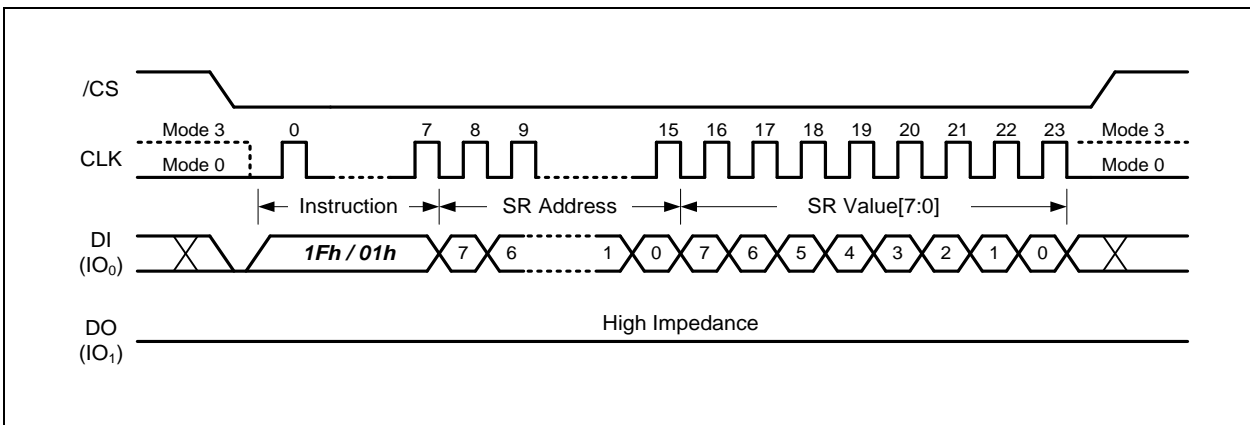 /CS
Mode 3 0 7 8 9 15 16 17 18 19 20 21 22 23 Mode 3
CLK
Mode 0 Mode 0
Instruction SR Address SR Value[7:0]
DI
(IO₀)
1Fh / 01h 7 6 1 0 7 6 5 4 3 2 1 0
High Impedance
DO
(IO₁)